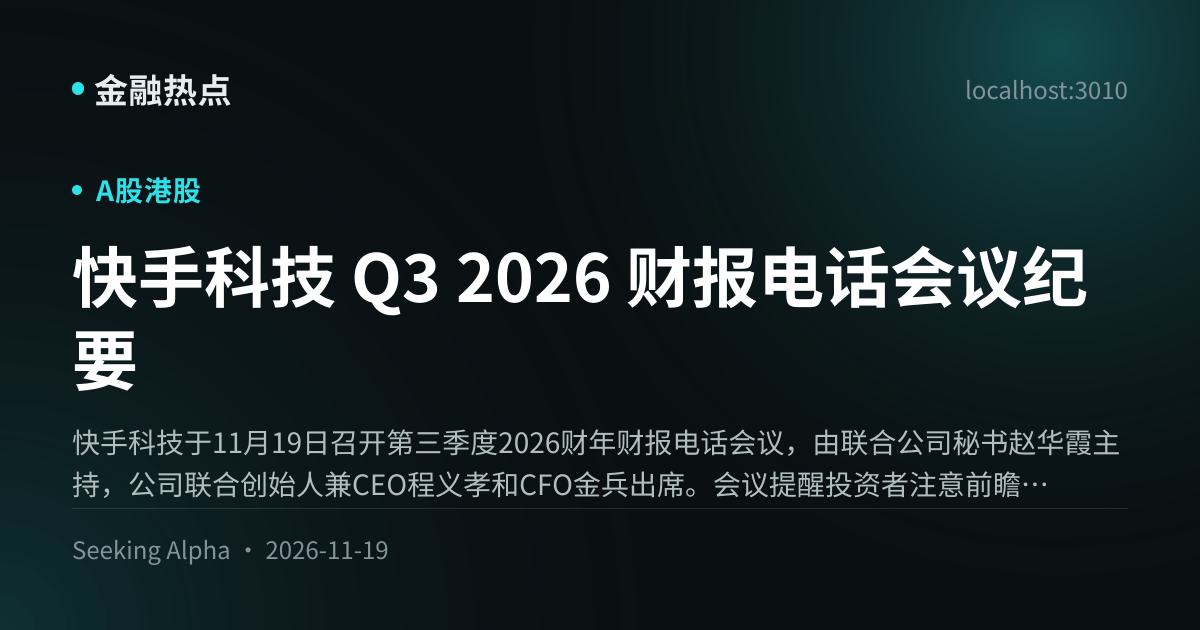 金融热点
localhost:3010
A股港股
快手科技 Q3 2026 财报电话会议纪
要
快手科技于11月19日召开第三季度2026财年财报电话会议，由联合公司秘书赵华霞主
持，公司联合创始人兼CEO程义孝和CFO金兵出席。会议提醒投资者注意前瞻…
Seeking Alpha · 2026-11-19